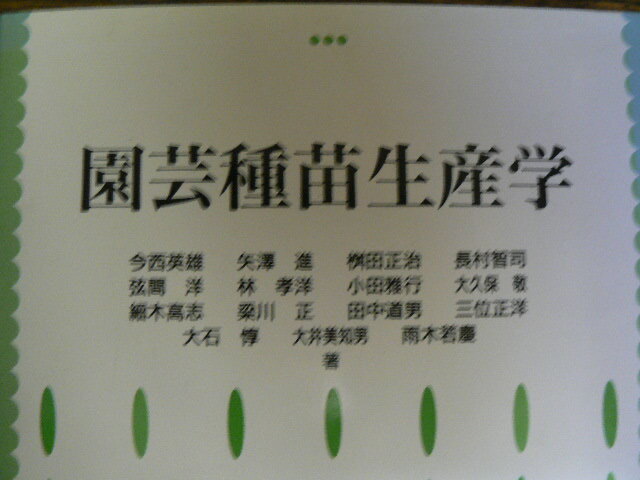 園芸種苗生産学
今西英雄 矢澤 進 桝田正治 長村智司
弦間 洋 林 孝洋 小田雅行 大久保 敬
細木高志 梁川 正 田中道男 三位正洋
大石 惇 大井美知男 雨木若慶
著